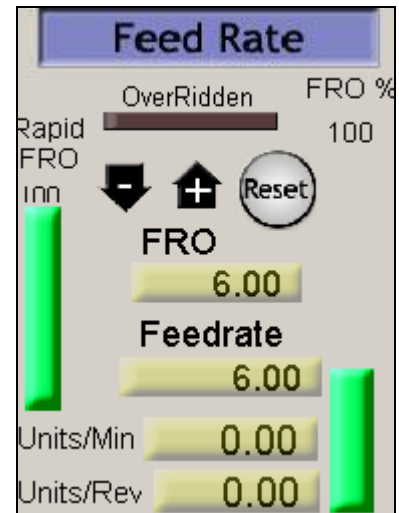 Feed Rate
OverRidden
FRO %
100
Rapid
FRO
100
-
+
Reset
FRO
6.00
Feedrate
6.00
Units/Min 0.00
Units/Rev 0.00